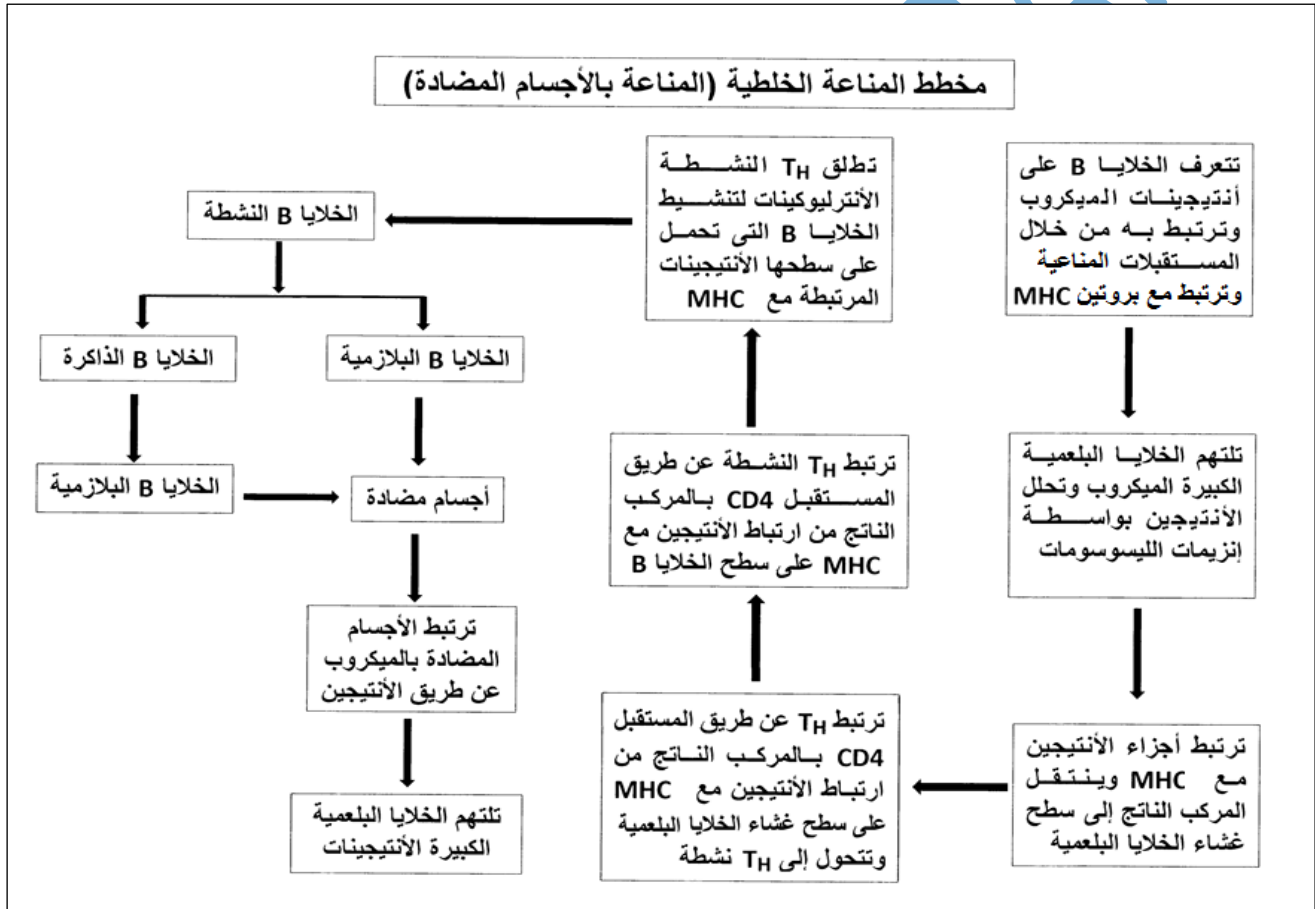 مخطط المناعة الخلطية (المناعة بالأجسام المضادة)
تتعرف الخلايا B على
أنتيجينات الميكروب
وترتبط به من خلال
المستقبلات المناعية
وترتبط مع بروتين MHC
تلتهم الخلايا البلعمية
الكبيرة الميكروب وتحلل
الأنتيجين بواسطة
إنزيمات الليسوسومات
ترتبط أجزاء الأنتيجين
مع MHC وينتقل
المركب الناتج إلى سطح
غشاء الخلايا البلعمية
ترتبط TH عن طريق المستقبل
CD4 بالمركب الناتج من
ارتباط الأنتيجين مع MHC
على سطح غشاء الخلايا البلعمية
وتتحول إلى TH نشطة
ترتبط TH النشطة عن طريق
المستقبل CD4 بالمركب
الناتج من ارتباط الأنتيجين مع
MHC على سطح الخلايا B
تطلق TH النشطة
الأنترليوكينات لتنشيط
الخلايا B التى تحمل
على سطحها الأنتيجينات
المرتبطة مع MHC
الخلايا B النشطة
الخلايا B البلازمية
الخلايا B الذاكرة
الخلايا B البلازمية
أجسام مضادة
ترتبط الأجسام
المضادة بالميكروب
عن طريق الأنتيجين
تلتهم الخلايا البلعمية
الكبيرة الأنتيجينات